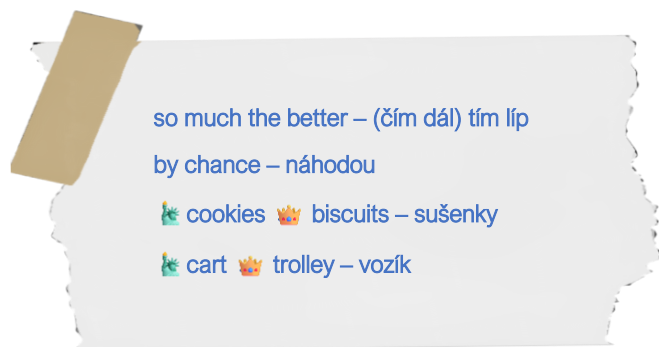 so much the better – (čím dál) tím líp
by chance – náhodou
🗽 cookies 👑 biscuits – sušenky
🗽 cart 👑 trolley – vozík